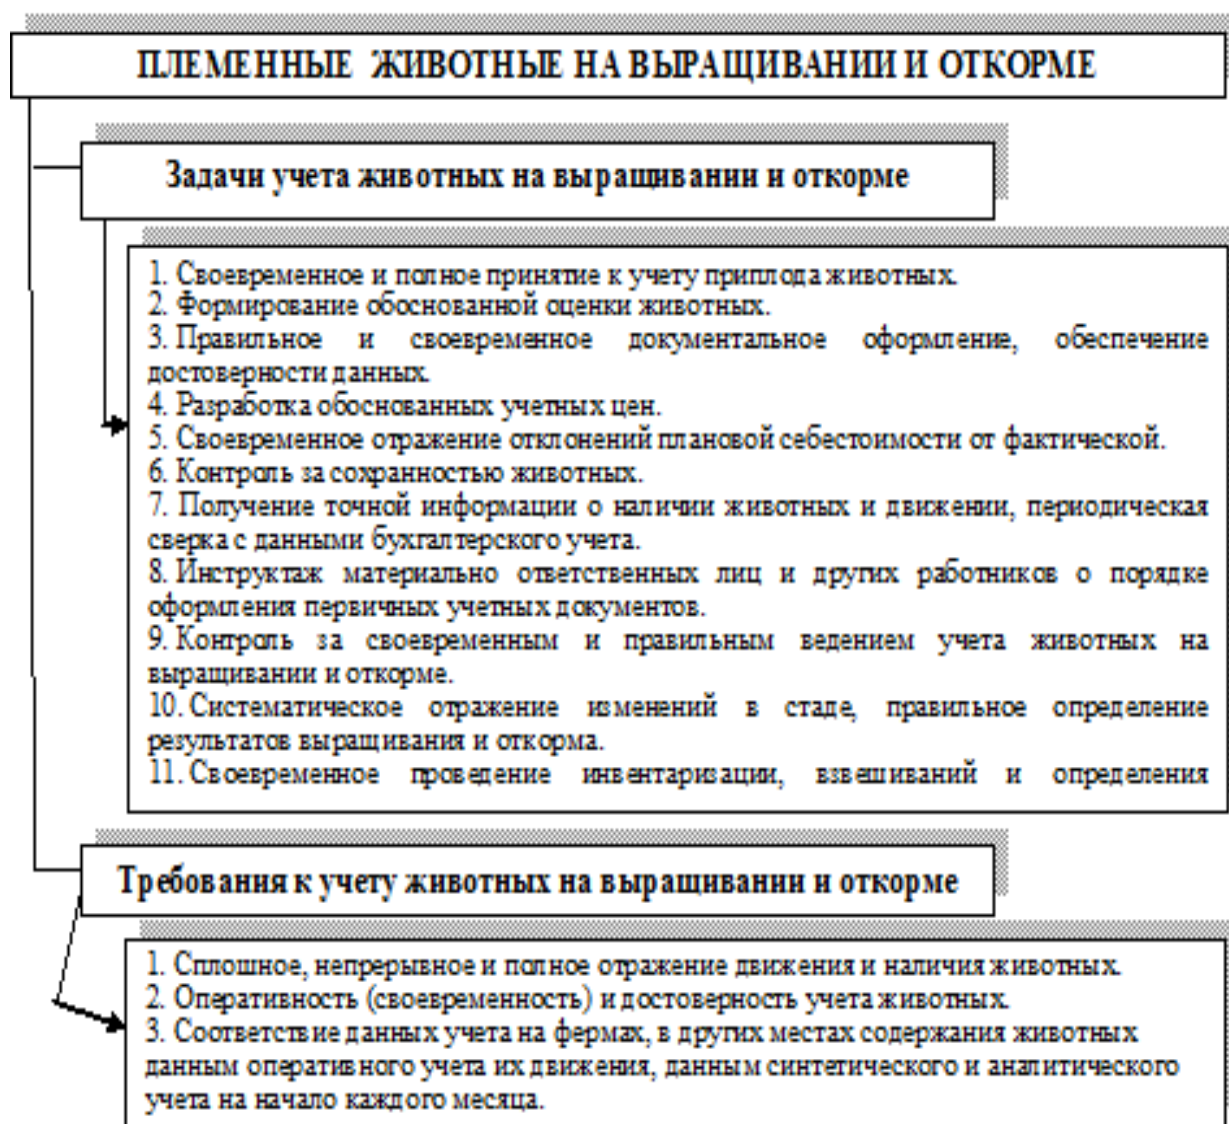 ПЛЕМЕННЫЕ ЖИВОТНЫЕ НА ВЫРАЩИВАНИИ И ОТКОРМЕ
Задачи учета животных на выращивании и откорме
1. Своевременное и полное принятие к учету приплода животных.
2. Формирование обоснованной оценки животных.
3. Правильное и своевременное документальное оформление, обеспечение
достоверности данных.
4. Разработка обоснованных учетных цен.
5. Своевременное отражение отклонений плановой себестоимости от фактической.
6. Контроль за сохранностью животных.
7. Получение точной информации о наличии животных и движении, периодическая
сверка с данными бухгалтерского учета.
8. Инструктаж материально ответственных лиц и других работников о порядке
оформления первичных учетных документов.
9. Контроль за своевременным и правильным ведением учета животных на
выращивании и откорме.
10. Систематическое отражение изменений в стаде, правильное определение
результатов выращивания и откорма.
11. Своевременное проведение инвентаризации, взвешиваний и определения
Требования к учету животных на выращивании и откорме
1. Сплошное, непрерывное и полное отражение движения и наличия животных.
2. Оперативность (своевременность) и достоверность учета животных.
3. Соответствие данных учета на фермах, в других местах содержания животных
данным оперативного учета их движения, данным синтетического и аналитического
учета на начало каждого месяца.